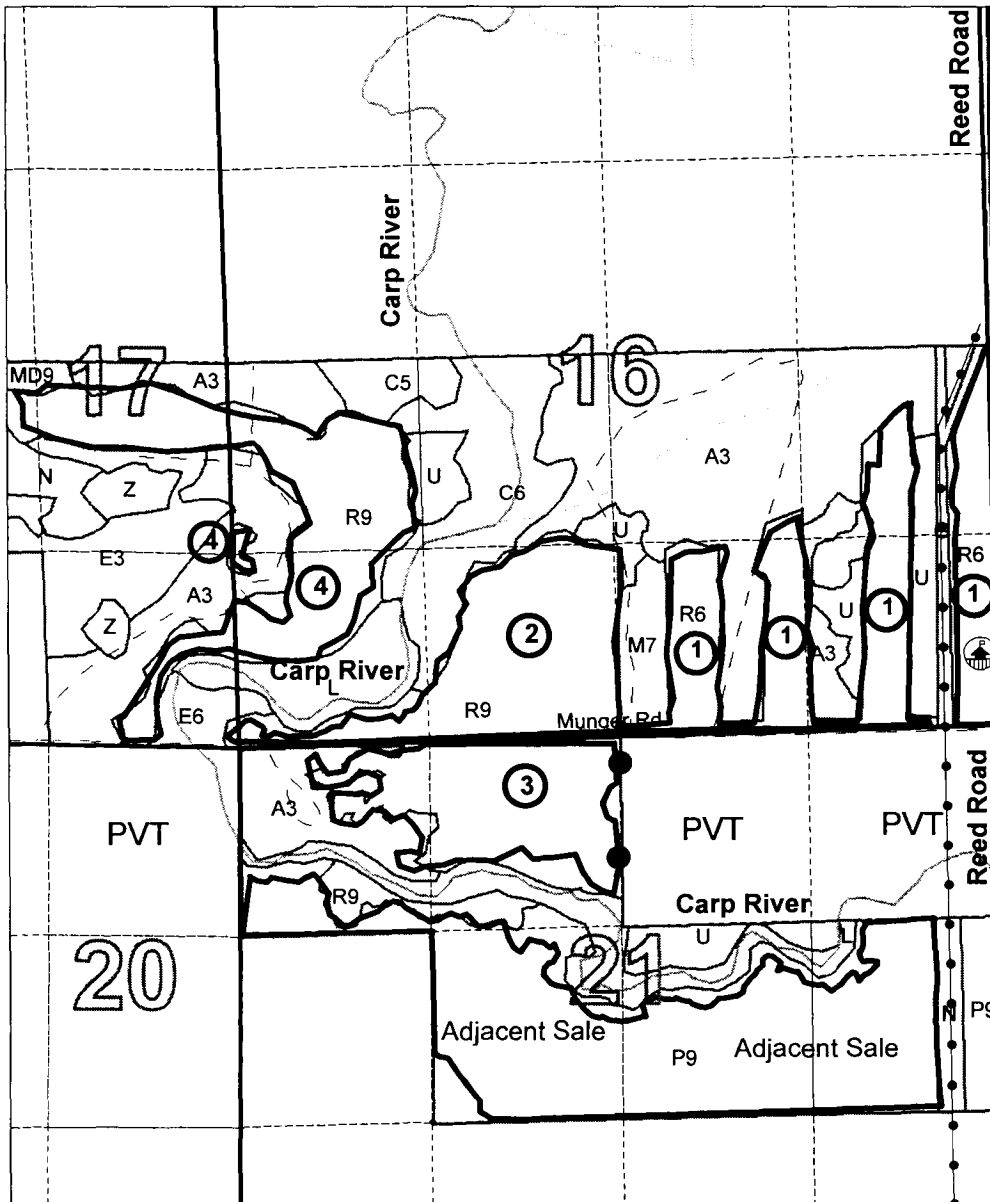 Reed Road
Carp River
17
16
MD9
A3
C5
A3
N
Z
U
C6
R9
U
4
E3
R6
4
A3
U
U
1
Z
R6
1
2
M7
1
1
A3
Carp River
L
E6
R9
Munger Rd
3
A3
PVT
PVT
PVT
Reed Road
R9
Carp River
U
20
21
Adjacent Sale
P9
Adjacent Sale
N
P9